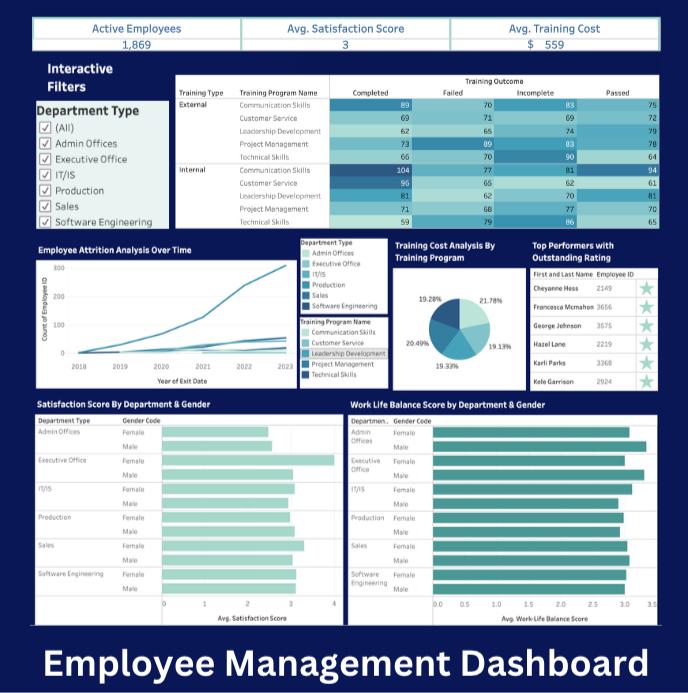 Active Employees Avg. Satisfaction Score Avg. Training Cost
1,869 3 $ 559
Interactive
Filters
Department Type
(All)
Admin Offices
Executive Office
IT/IS
Production
Sales
Software Engineering
Training Outcome
Training Type Training Program Name Completed Failed Incomplete Passed
External Communication Skills 89 70 83 75
Customer Service 69 71 69 72
Leadership Development 62 65 74 79
Project Management 73 89 83 78
Technical Skills 66 70 90 64
Internal Communication Skills 104 77 81 94
Customer Service 96 65 62 61
Leadership Development 81 62 70 81
Project Management 71 68 77 70
Technical Skills 59 79 86 65
Employee Attrition Analysis Over Time
Count of Employee ID
300
200
100
0
2018 2019 2020 2021 2022 2023
Year of Exit Date
Department Type
Admin Offices
Executive Office
IT/IS
Production
Sales
Software Engineering
Training Program Name
Communication Skills
Customer Service
Leadership Development
Project Management
Technical Skills
Training Cost Analysis By
Training Program
19.28% 21.78%
20.49% 19.13%
19.33%
Top Performers with
Outstanding Rating
First and Last Name Employee ID
Cheyanne Hess 2149
Francesca Mcmahon 3656
George Johnson 3575
Hazel Lane 2219
Karli Parks 3368
Kele Garrison 2924
Satisfaction Score By Department & Gender
Department Type Gender Code
Admin Offices Female
Male
Executive Office Female
Male
IT/IS Female
Male
Production Female
Male
Sales Female
Male
Software Engineering Female
Male
0 1 2 3 4
Avg. Satisfaction Score
Work Life Balance Score by Department & Gender
Departmen.. Gender Code
Admin Female
Offices Male
Executive Female
Office Male
IT/IS Female
Male
Production Female
Male
Sales Female
Male
Software Female
Engineering Male
0.0 0.5 1.0 1.5 2.0 2.5 3.0 3.5
Avg. Work Life Balance Score
Employee Management Dashboard